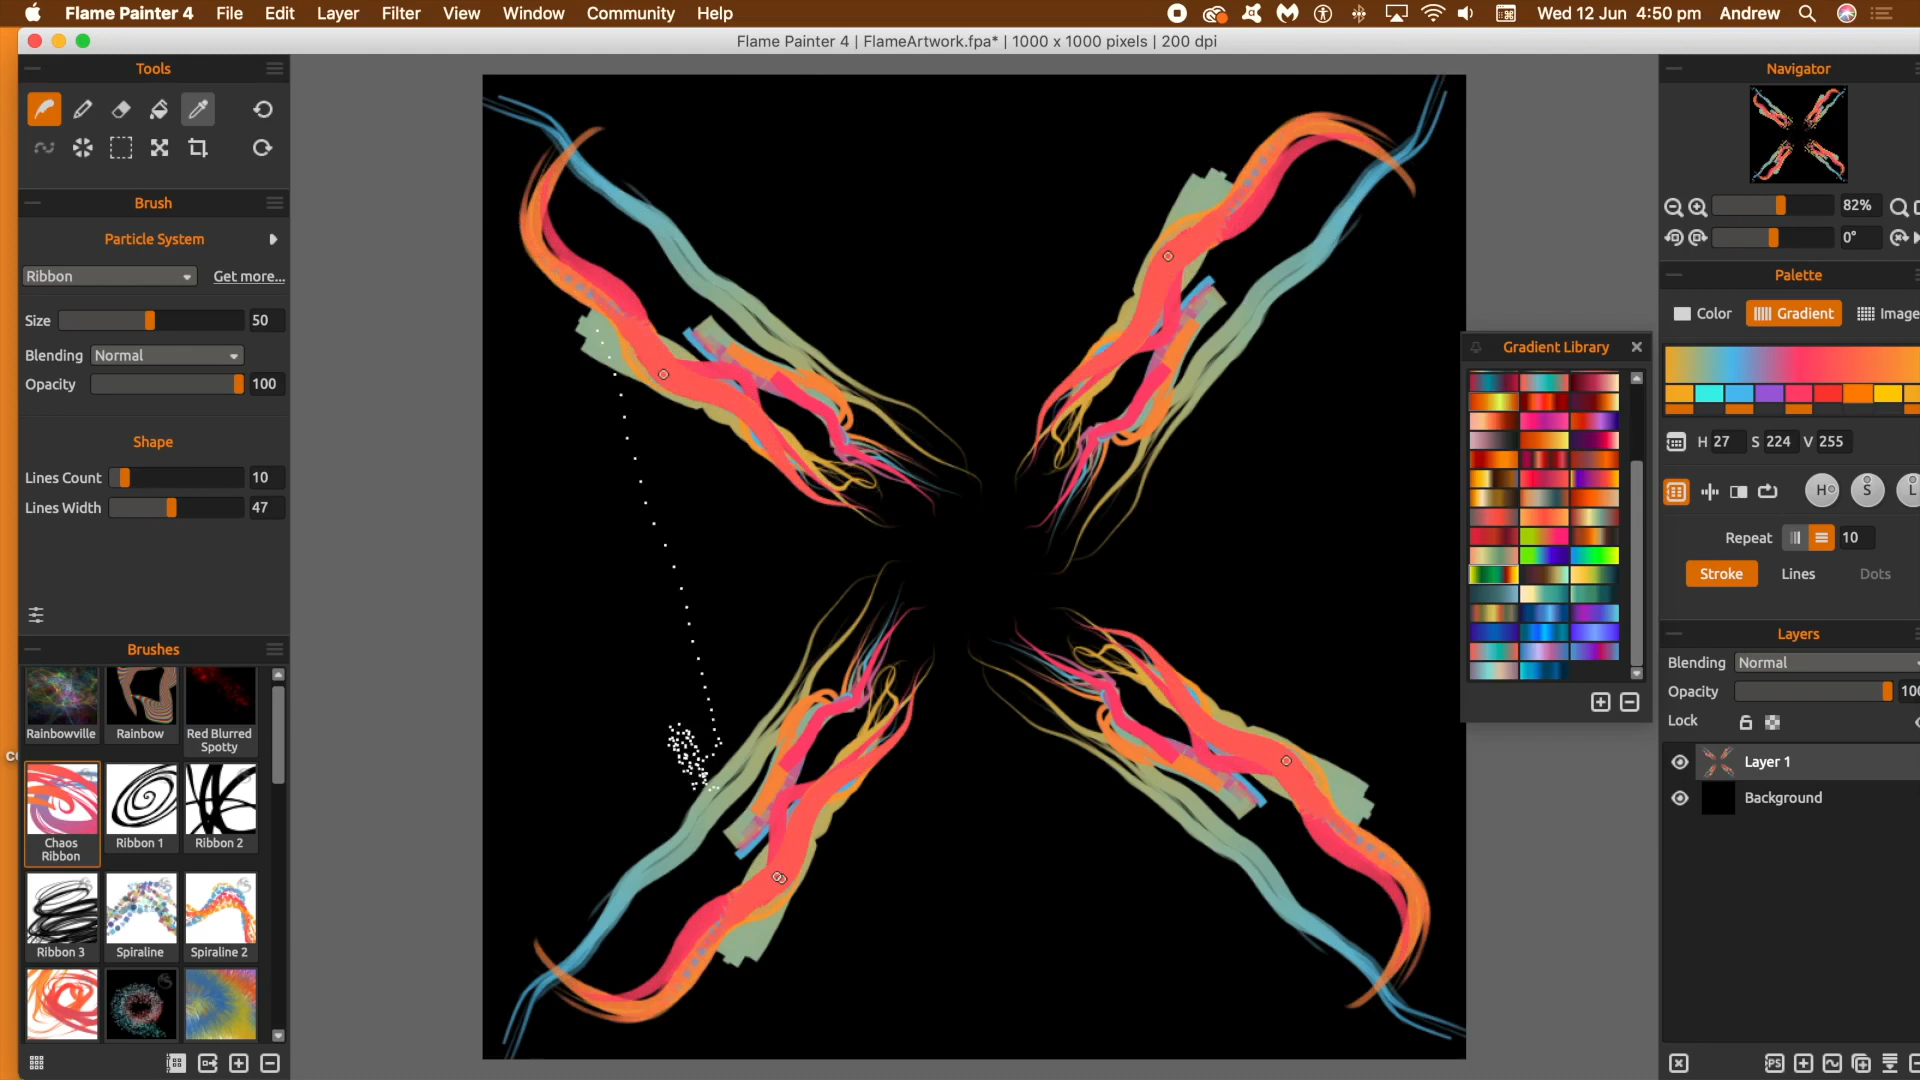 Flame Painter 4 File Edit Layer Filter View Window Community Help Wed 12 Jun 4:50 pm Andrew
Flame Painter 4 | FlameArtwork.fpa* | 1000 x 1000 pixels | 200 dpi
Tools
Brush
Particle System
Ribbon Get more...
Size 50
Blending Normal
Opacity 100
Shape
Lines Count 10
Lines Width 47
Brushes
Rainbowville Rainbow Red Blurred Spotty
Chaos Ribbon Ribbon 1 Ribbon 2
Ribbon 3 Spiraline Spiraline 2
Gradient Library
Navigator
82%
0°
Palette
Color Gradient Image
H 27 S 224 V 255
H S L
Repeat 10
Stroke Lines Dots
Layers
Blending Normal
Opacity 100
Lock
Layer 1
Background
PS